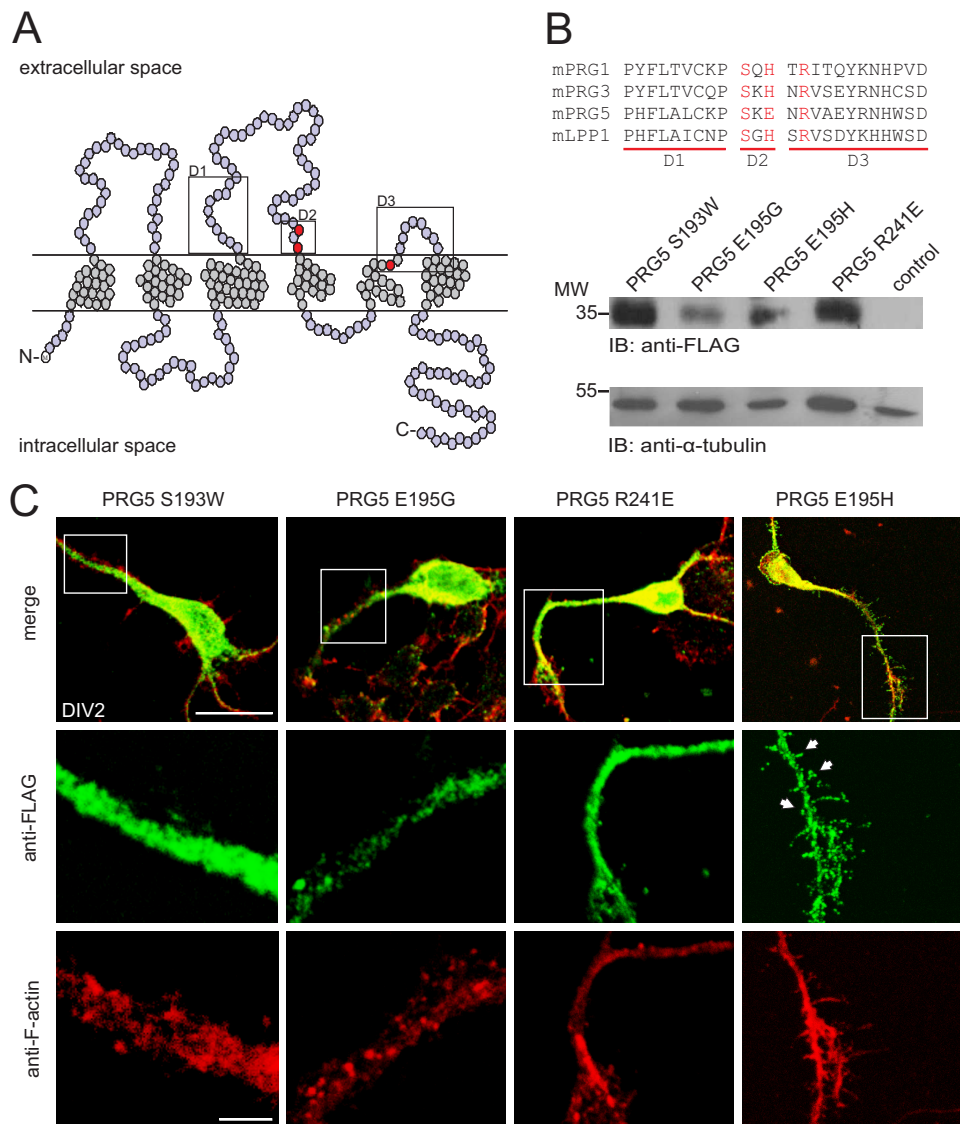 A
extracellular space
D1
D2
D3
N-
C-
intracellular space
B
mPRG1 PYFLTVCKP SQH TRITQYKNHPVD
mPRG3 PYFLTVCQP SKH NRVSEYRNHCSD
mPRG5 PHFLALCKP SKE NRVAEYRNHWSD
mLPP1 PHFLAICNP SGH SRVSDYKHHWSD
D1 D2 D3
PRG5 S193W PRG5 E195G PRG5 E195H PRG5 R241E control
MW
35
IB: anti-FLAG
55
IB: anti-α-tubulin
C
PRG5 S193W PRG5 E195G PRG5 R241E PRG5 E195H
merge
DIV2
anti-FLAG
anti-F-actin